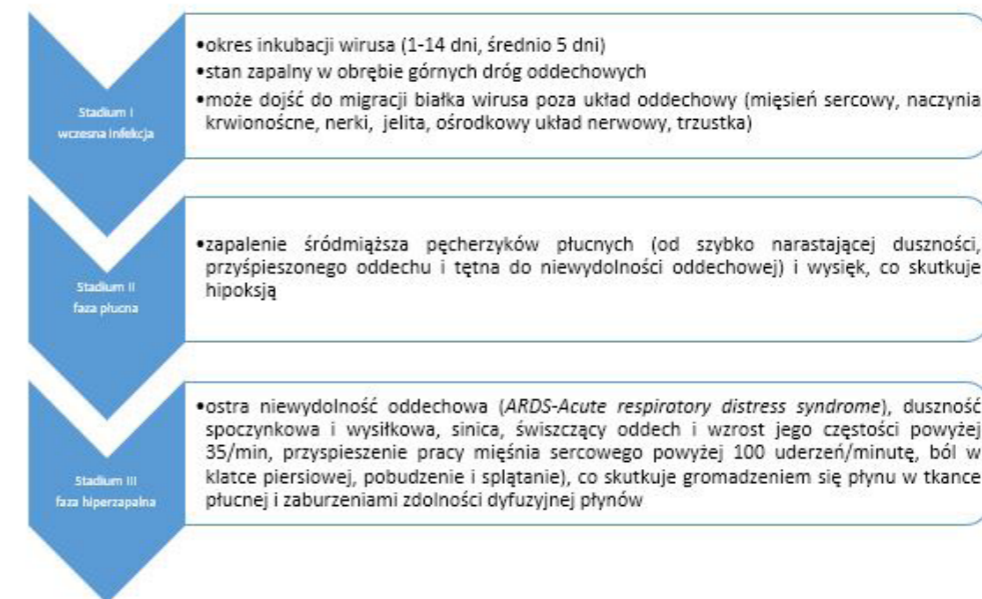 Stadium I
wczesna infekcja
•okres inkubacji wirusa (1-14 dni, średnio 5 dni)
•stan zapalny w obrębie górnych dróg oddechowych
•może dojść do migracji białka wirusa poza układ oddechowy (mięsień sercowy, naczynia
krwionoścne, nerki, jelita, ośrodkowy układ nerwowy, trzustka)
Stadium II
faza płucna
•zapalenie śródmiąższa pęcherzyków płucnych (od szybko narastającej duszności,
przyśpieszonego oddechu i tętna do niewydolności oddechowej) i wysięk, co skutkuje
hipoksją
Stadium III
faza hiperzapalna
•ostra niewydolność oddechowa (ARDS-Acute respiratory distress syndrome), duszność
spoczynkowa i wysiłkowa, sinica, świszczący oddech i wzrost jego częstości powyżej
35/min, przyspieszenie pracy mięśnia sercowego powyżej 100 uderzeń/minutę, ból w
klatce piersiowej, pobudzenie i splątanie), co skutkuje gromadzeniem się płynu w tkance
płucnej i zaburzeniami zdolności dyfuzyjnej płynów